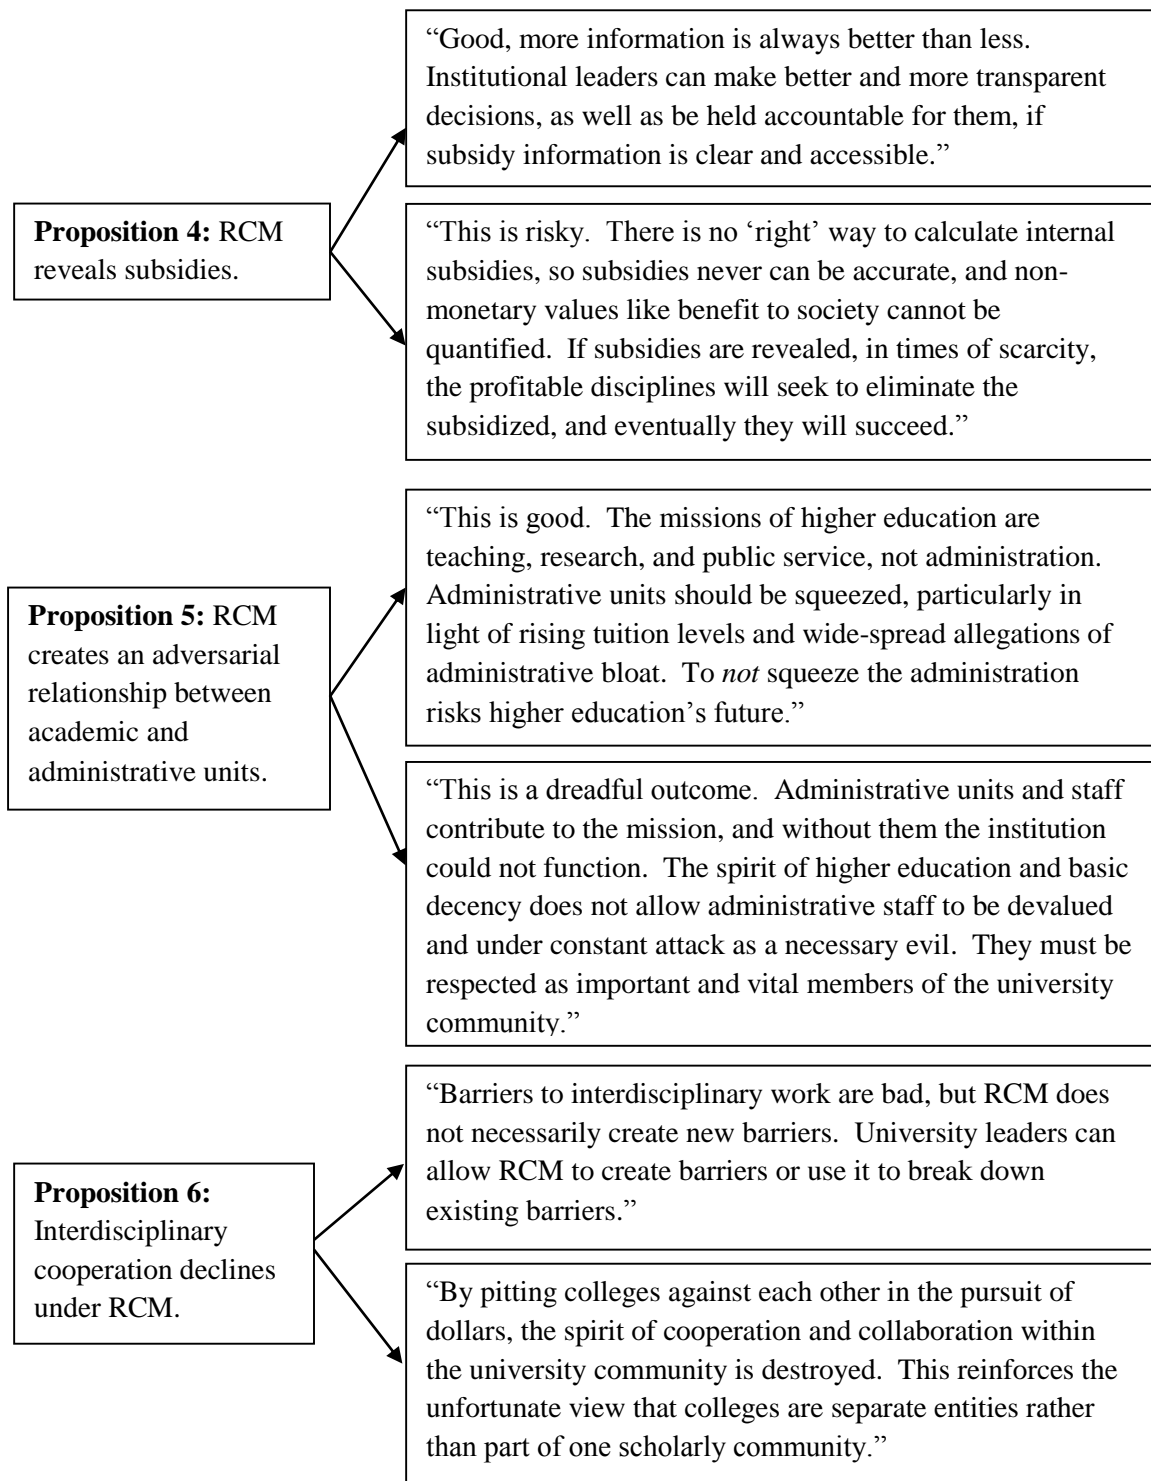 “Good, more information is always better than less.
Institutional leaders can make better and more transparent
decisions, as well as be held accountable for them, if
subsidy information is clear and accessible.”
Proposition 4: RCM
reveals subsidies.
“This is risky.  There is no ‘right’ way to calculate internal
subsidies, so subsidies never can be accurate, and non-
monetary values like benefit to society cannot be
quantified.  If subsidies are revealed, in times of scarcity,
the profitable disciplines will seek to eliminate the
subsidized, and eventually they will succeed.”
“This is good.  The missions of higher education are
teaching, research, and public service, not administration.
Administrative units should be squeezed, particularly in
light of rising tuition levels and wide-spread allegations of
administrative bloat.  To not squeeze the administration
risks higher education’s future.”
Proposition 5: RCM
creates an adversarial
relationship between
academic and
administrative units.
“This is a dreadful outcome.  Administrative units and staff
contribute to the mission, and without them the institution
could not function.  The spirit of higher education and basic
decency does not allow administrative staff to be devalued
and under constant attack as a necessary evil.  They must be
respected as important and vital members of the university
community.”
“Barriers to interdisciplinary work are bad, but RCM does
not necessarily create new barriers.  University leaders can
allow RCM to create barriers or use it to break down
existing barriers.”
Proposition 6:
Interdisciplinary
cooperation declines
under RCM.
“By pitting colleges against each other in the pursuit of
dollars, the spirit of cooperation and collaboration within
the university community is destroyed.  This reinforces the
unfortunate view that colleges are separate entities rather
than part of one scholarly community.”